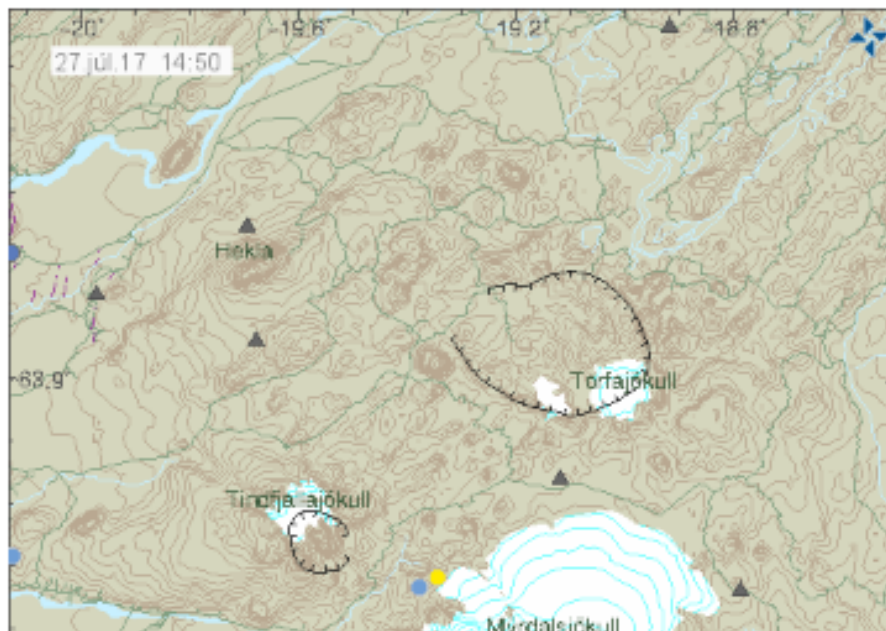 -20° -19.6° -19.2° -18.8°
27 júl.17 14:50
Hekla
63.9°
Torfajökull
Tindfjallajökull
Mýrdalsjökull